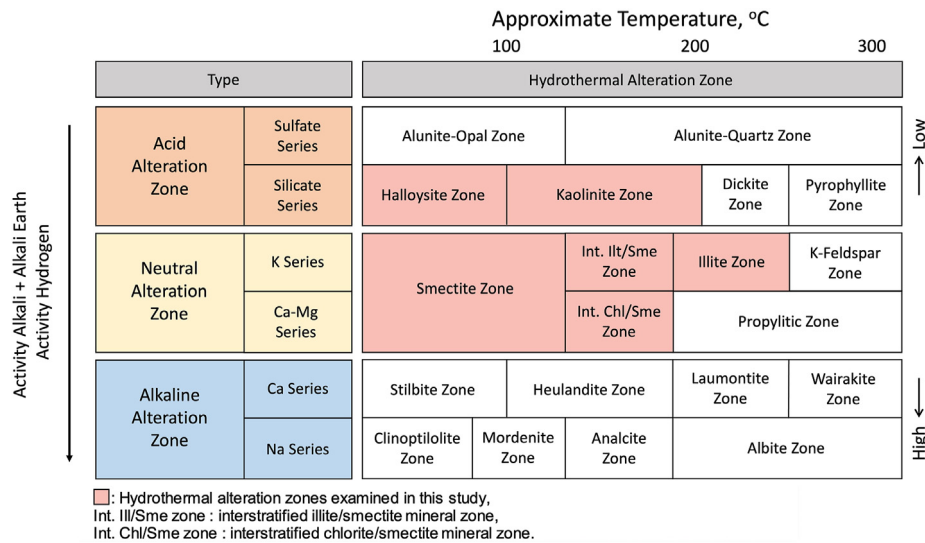 Approximate Temperature, °C
100 200 300
Type Hydrothermal Alteration Zone
Activity Alkali + Alkali Earth
Activity Hydrogen
Acid
Alteration
Zone
Sulfate
Series
Alunite-Opal Zone
Alunite-Quartz Zone
Low
Silicate
Series
Halloysite Zone
Kaolinite Zone
Dickite
Zone
Pyrophyllite
Zone
Neutral
Alteration
Zone
K Series
Smectite Zone
Int. Ilt/Sme
Zone
Illite Zone
K-Feldspar
Zone
Ca-Mg
Series
Int. Chl/Sme
Zone
Propylitic Zone
Alkaline
Alteration
Zone
Ca Series
Stilbite Zone
Heulandite Zone
Laumontite
Zone
Wairakite
Zone
High
Na Series
Clinoptilolite
Zone
Mordenite
Zone
Analcite
Zone
Albite Zone
: Hydrothermal alteration zones examined in this study,
Int. Ill/Sme zone : interstratified illite/smectite mineral zone,
Int. Chl/Sme zone : interstratified chlorite/smectite mineral zone.